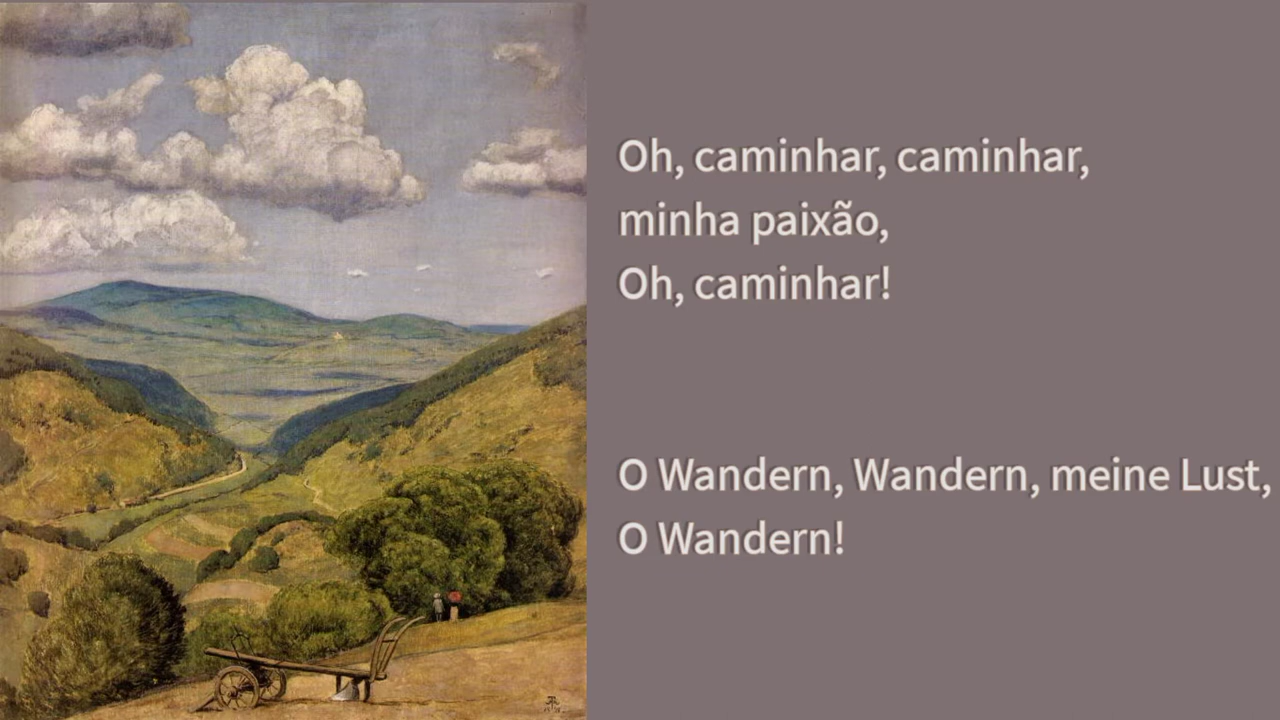 Oh, caminhar, caminhar,
minha paixão,
Oh, caminhar!
O Wandern, Wandern, meine Lust,
O Wandern!